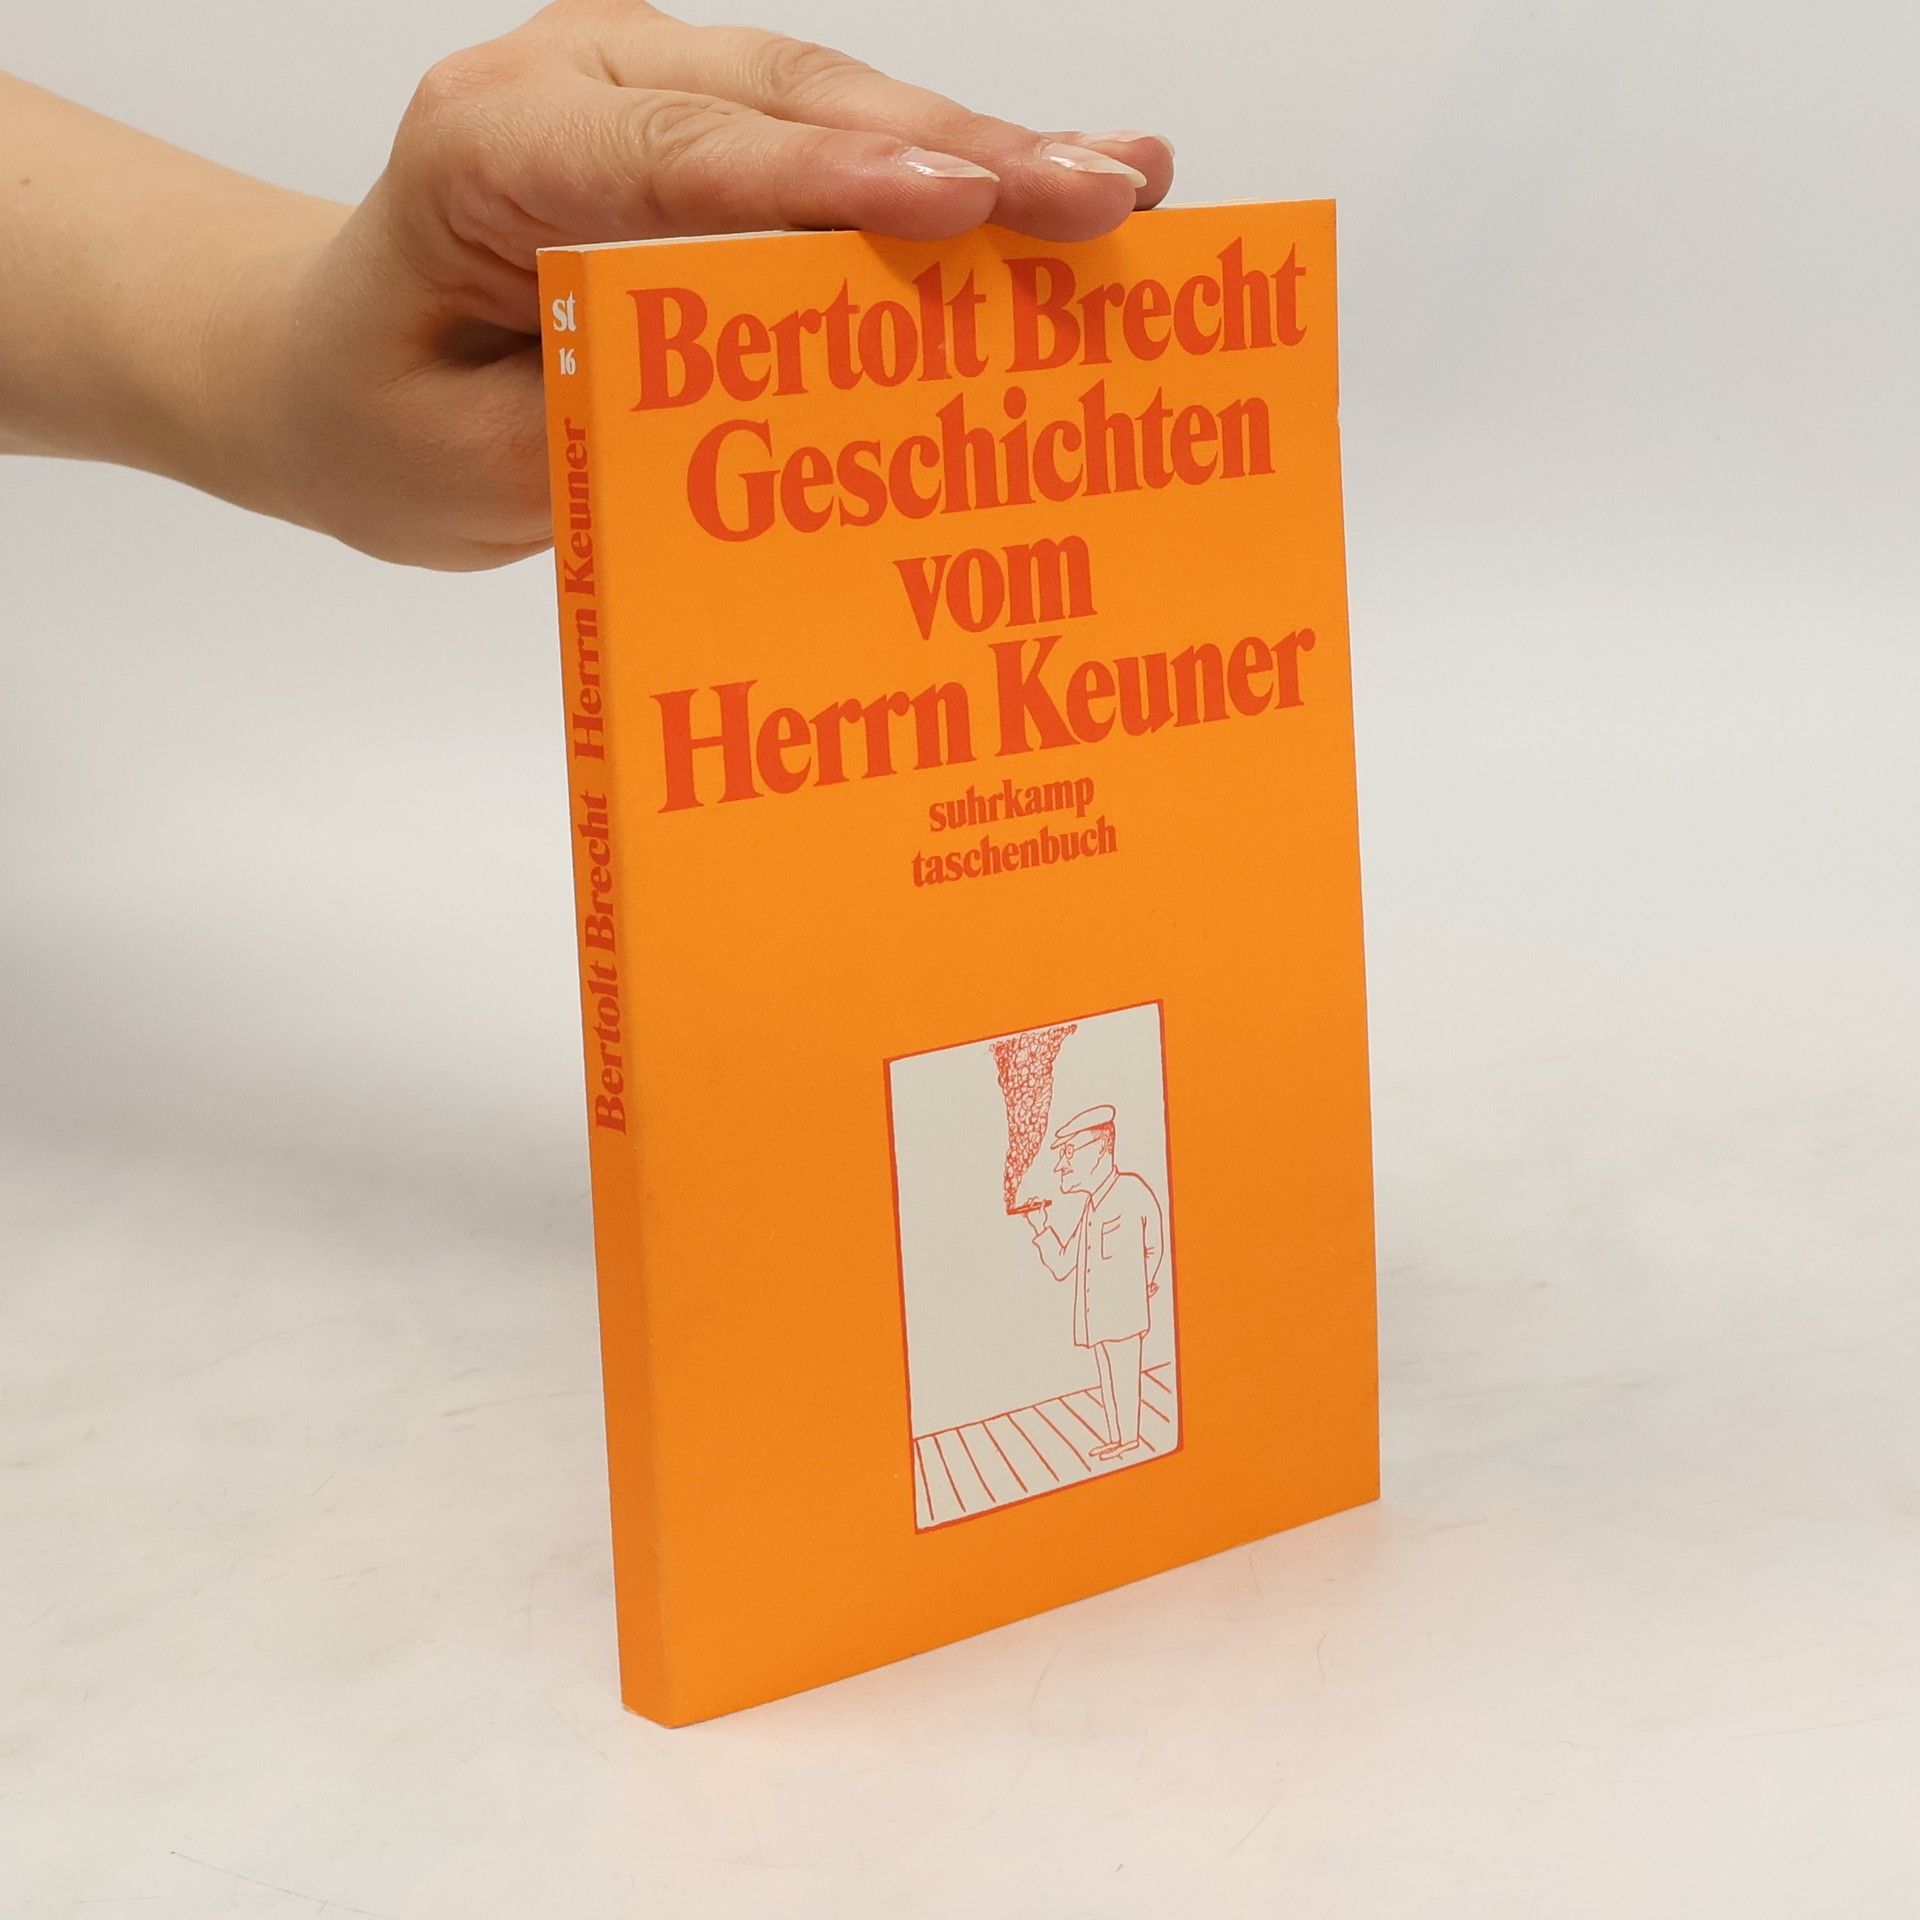 st
16
Bertolt Brecht Herrn Keuner
Bertolt Brecht
Geschichten
vom
Herrn Keuner
suhrkamp
taschenbuch